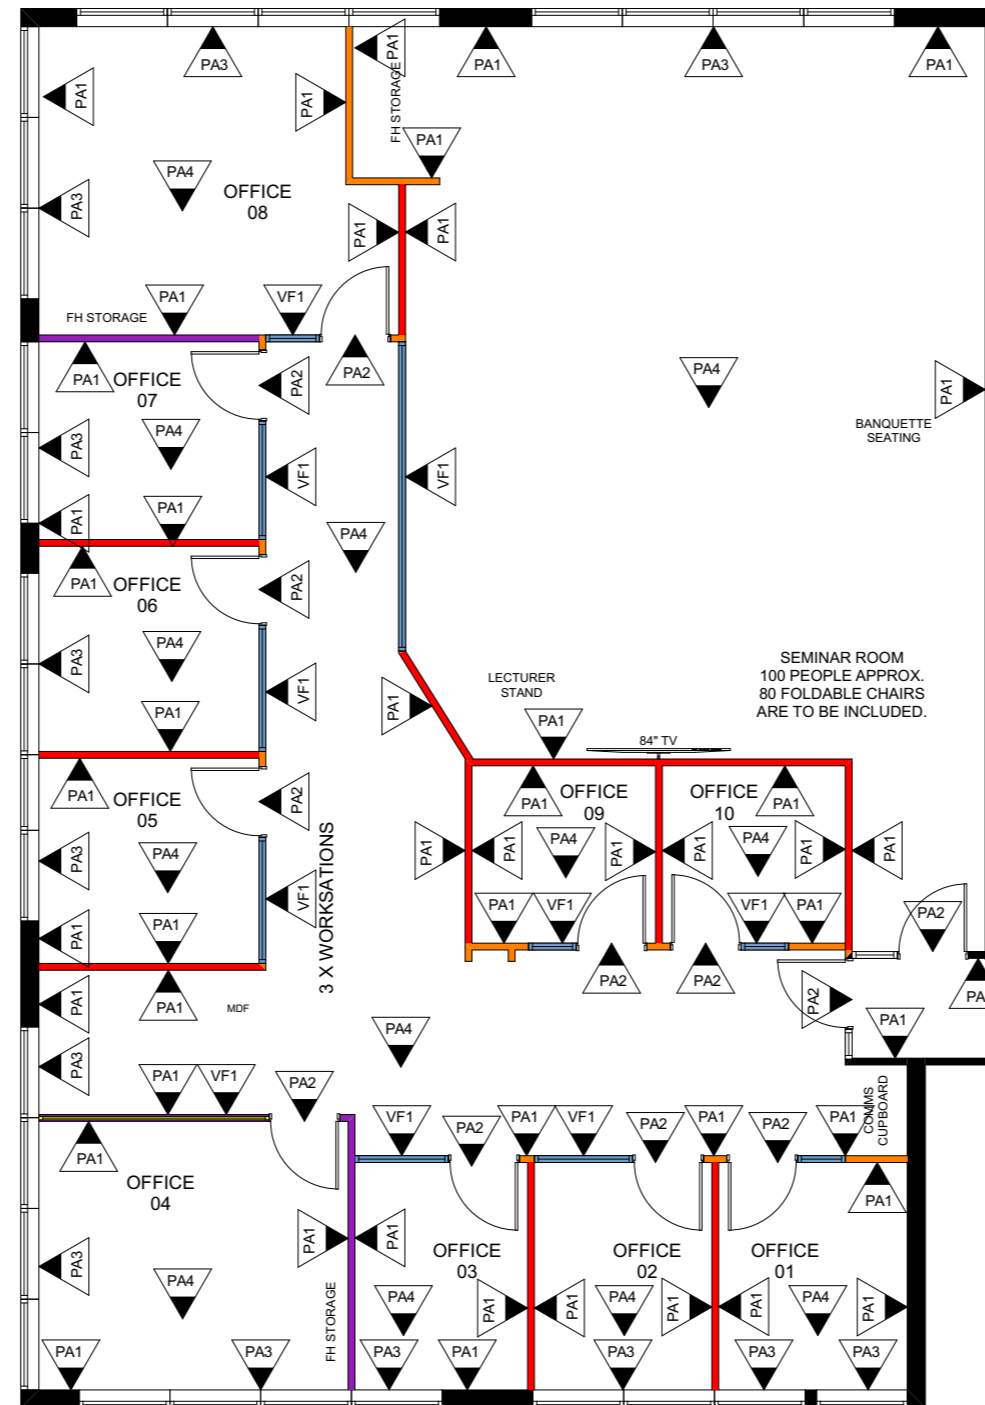 PA3
PA1
PA1
PA3
PA1
PA1
PA1
FH STORAGE
PA1
PA4
OFFICE
08
PA3
PA1
PA1
PA1
VF1
FH STORAGE
PA2
PA1
OFFICE
07
PA2
PA4
PA1
BANQUETTE
SEATING
PA4
PA3
VF1
VF1
PA1
PA1
PA4
PA1
OFFICE
06
PA2
PA4
PA3
VF1
PA1
PA1
LECTURER
STAND
SEMINAR ROOM
100 PEOPLE APPROX.
80 FOLDABLE CHAIRS
ARE TO BE INCLUDED.
PA1
84" TV
PA1
OFFICE
05
PA2
PA1
OFFICE
09
OFFICE
10
PA1
PA3
PA4
PA1
PA1
PA4
PA1
PA1
PA4
PA1
PA1
VF1
3 X WORKSATIONS
PA1
PA1
PA1
VF1
VF1
PA1
PA2
PA2
PA2
PA2
PA1
PA1
PA1
MDF
PA4
PA1
PA3
PA1
VF1
PA2
COMMS
CUPBOARD
VF1
PA2
PA1
VF1
PA2
PA1
PA2
PA1
PA1
OFFICE
04
PA1
PA3
PA1
PA1
OFFICE
03
OFFICE
02
OFFICE
01
PA4
FH STORAGE
PA4
PA1
PA1
PA4
PA1
PA1
PA4
PA1
PA1
PA3
PA3
PA1
PA3
PA3
PA3